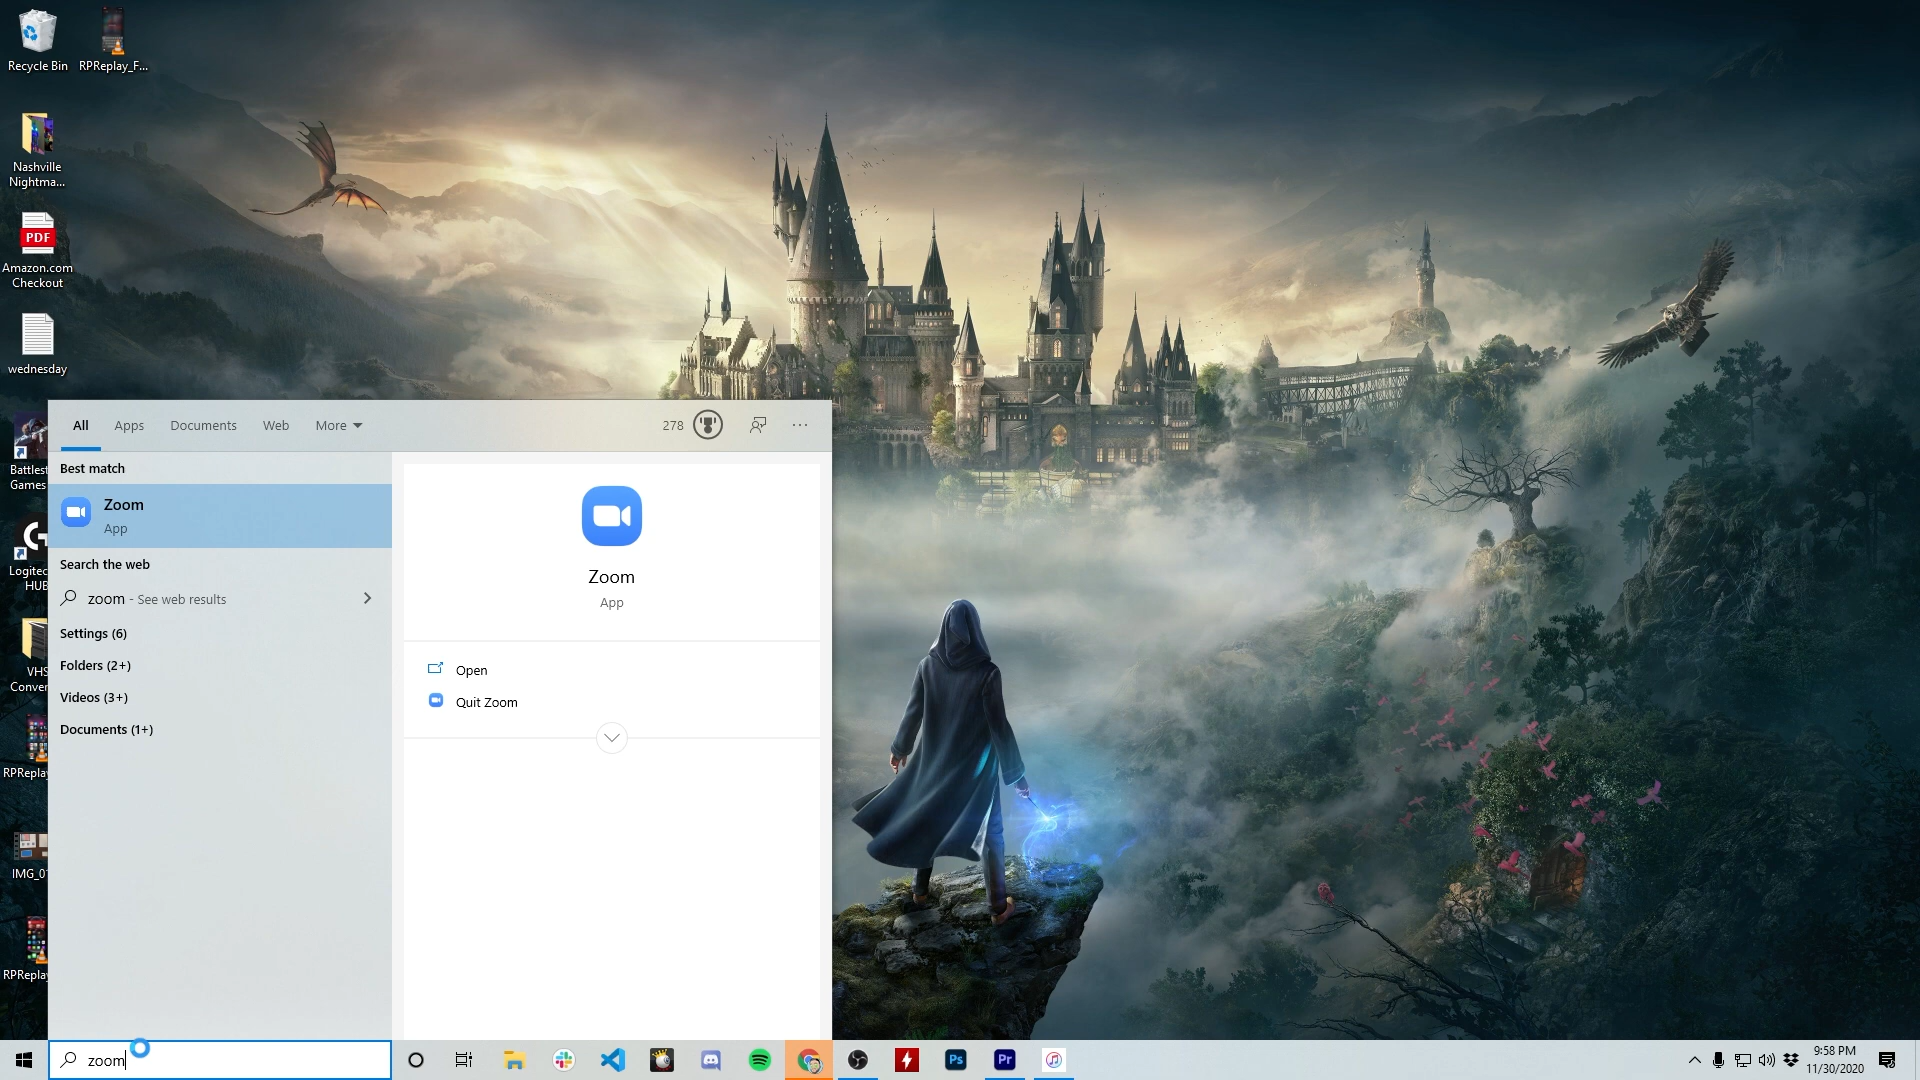 Recycle Bin
RPReplay_F...
Nashville
Nightma...
PDF
Amazon.com
Checkout
wednesday
Battlest
Games
Logitec
HUB
VHS
Conver
RPReplay
IMG_0
RPReplay
All Apps Documents Web More 278 ...
Best match
Zoom
App
Search the web
zoom - See web results
Settings (6)
Folders (2+)
Videos (3+)
Documents (1+)
Zoom
App
Open
Quit Zoom
zoom
Ps
Pr
9:58 PM
11/30/2020